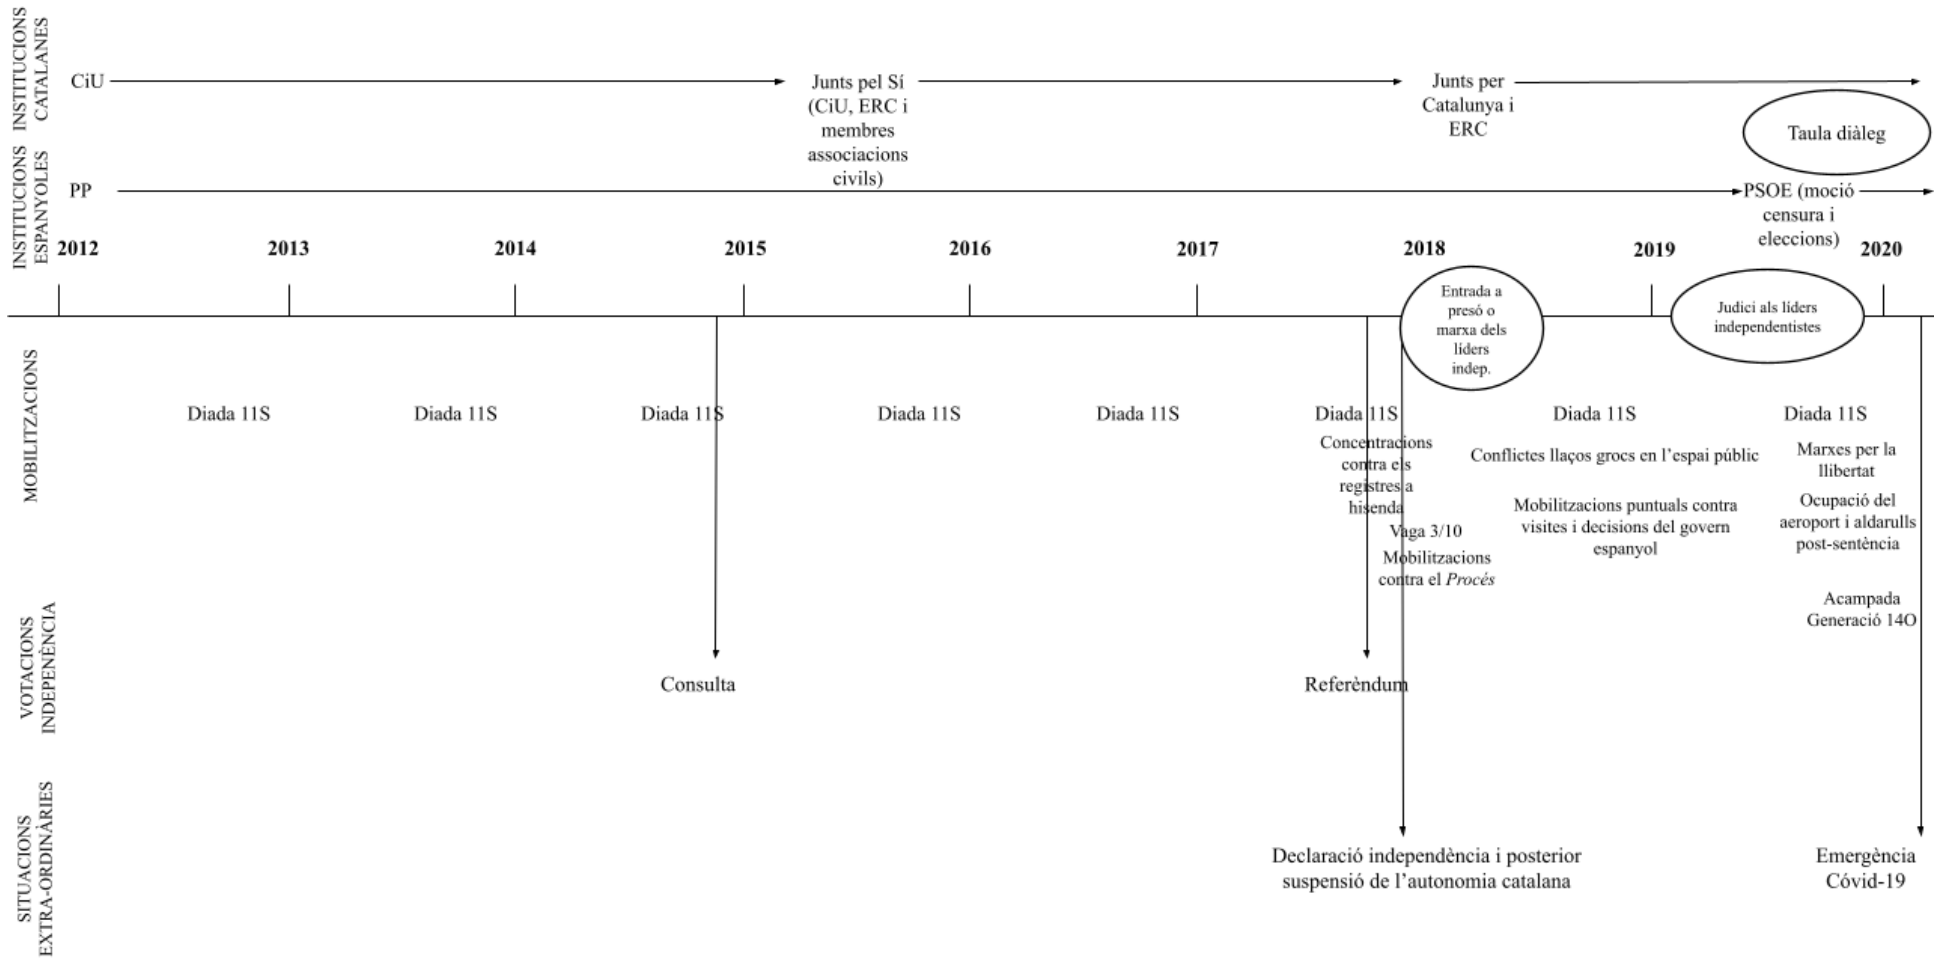 INSTITUCIONS
CATALANES
CiU
Junts pel Sí
(CiU, ERC i
membres
associacions
civils)
Junts per
Catalunya i
ERC
Taula diàleg
INSTITUCIONS
ESPANYOLES
PP
PSOE (moció
censura i
eleccions)
2012
2013
2014
2015
2016
2017
2018
2019
2020
Entrada a
presó o
marxa dels
líders
indep.
Judici als líders
independentistes
MOBILITZACIONS
Diada 11S
Diada 11S
Diada 11S
Diada 11S
Diada 11S
Diada 11S
Diada 11S
Diada 11S
Concentracions
contra els
registres a
hisenda
Vaga 3/10
Mobilitzacions
contra el Procés
Conflictes llaços grocs en l’espai públic
Mobilitzacions puntuals contra
visites i decisions del govern
espanyol
Marxes per la
llibertat
Ocupació del
aeroport i aldarulls
post-sentència
Acampada
Generació 14O
VOTACIONS
INDEPENÈNCIA
Consulta
Referèndum
SITUACIONS
EXTRA-ORDINÀRIES
Declaració independència i posterior
suspensió de l’autonomia catalana
Emergència
Cóvid-19